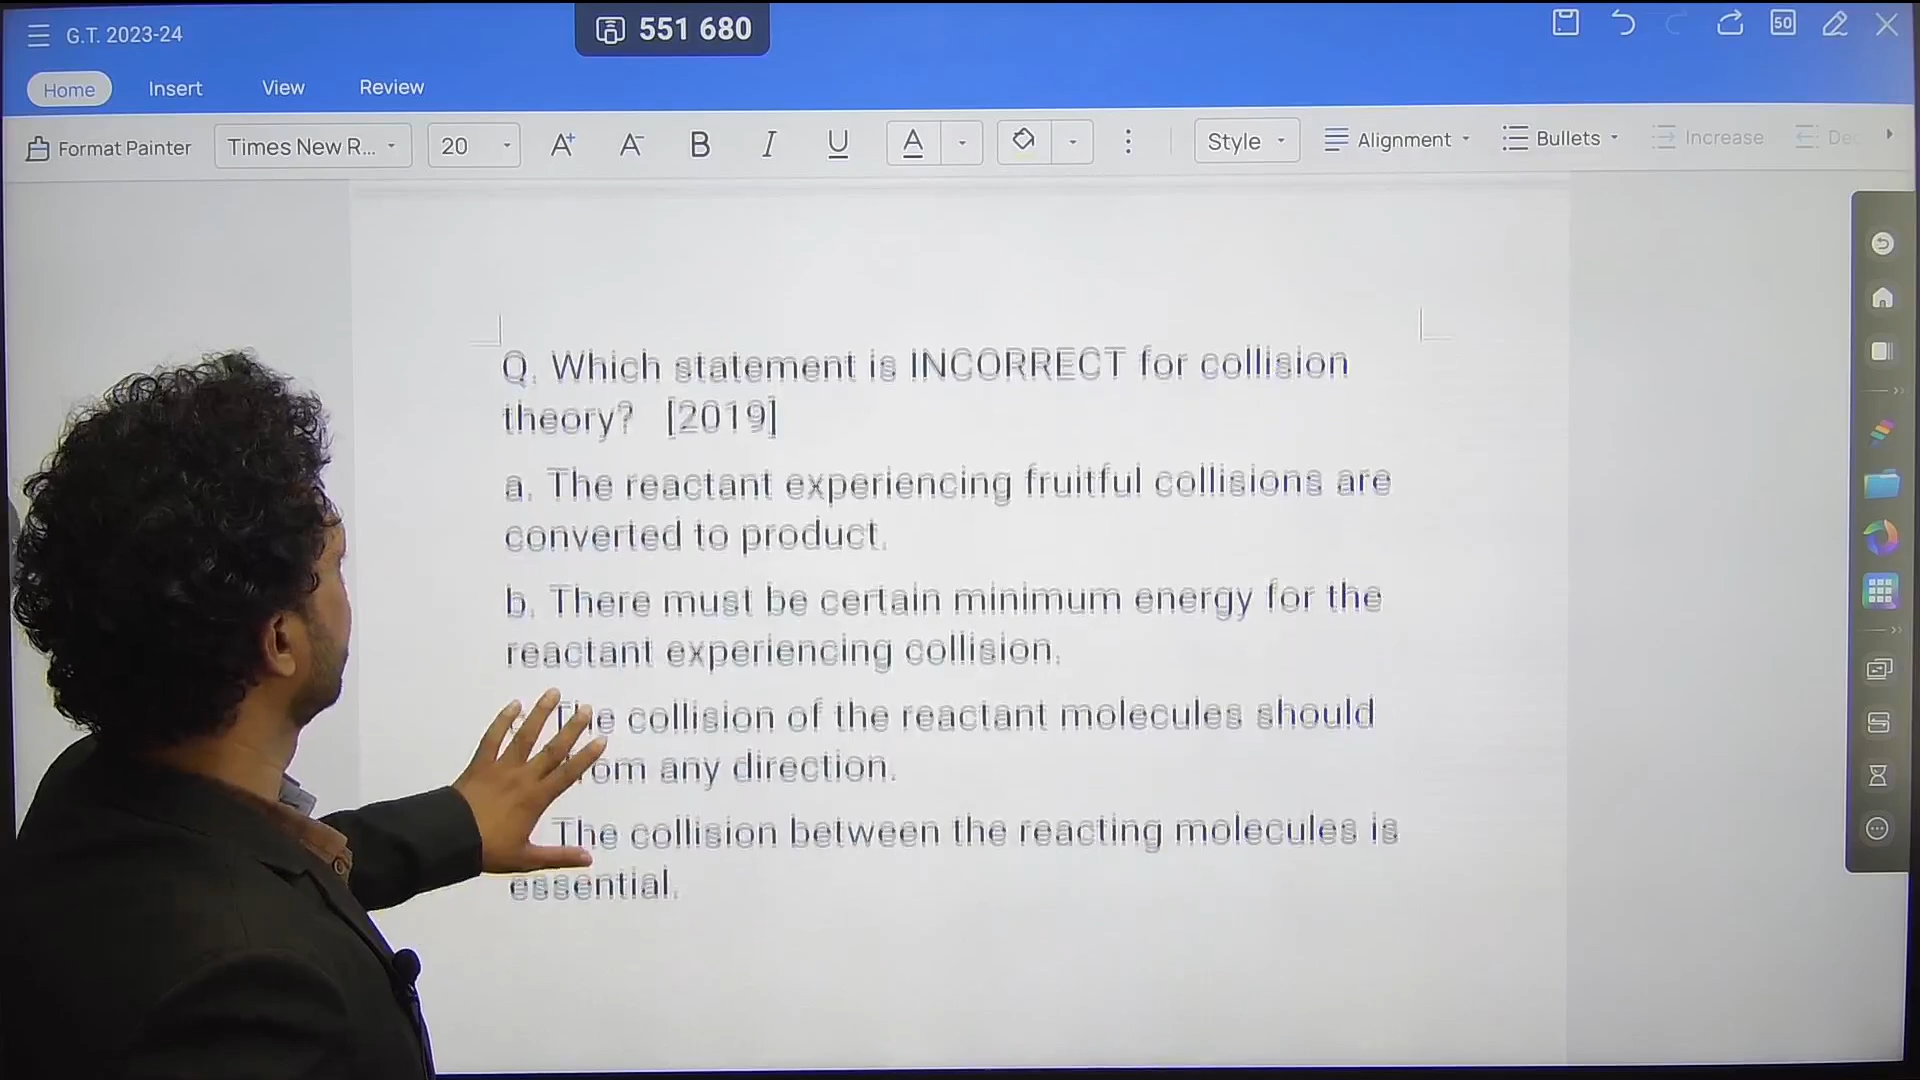 G.T. 2023-24
551 680
50
Home
Insert
View
Review
Format Painter
Times New R...
20
A+
A-
B
I
U
A
Style
Alignment
Bullets
Increase
Q. Which statement is INCORRECT for collision
theory? [2019]
a. The reactant experiencing fruitful collisions are
converted to product.
b. There must be certain minimum energy for the
reactant experiencing collision.
The collision of the reactant molecules should
any direction.
The collision between the reacting molecules is
essential.